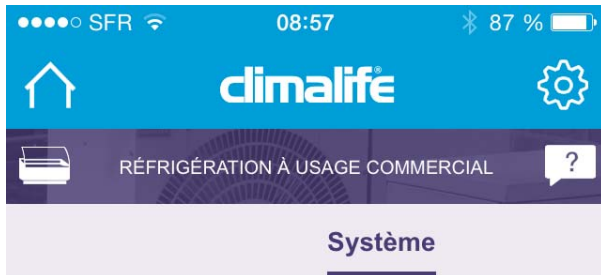 SFR 08:57 87 %
climalife®
RÉFRIGÉRATION À USAGE COMMERCIAL ?
Système